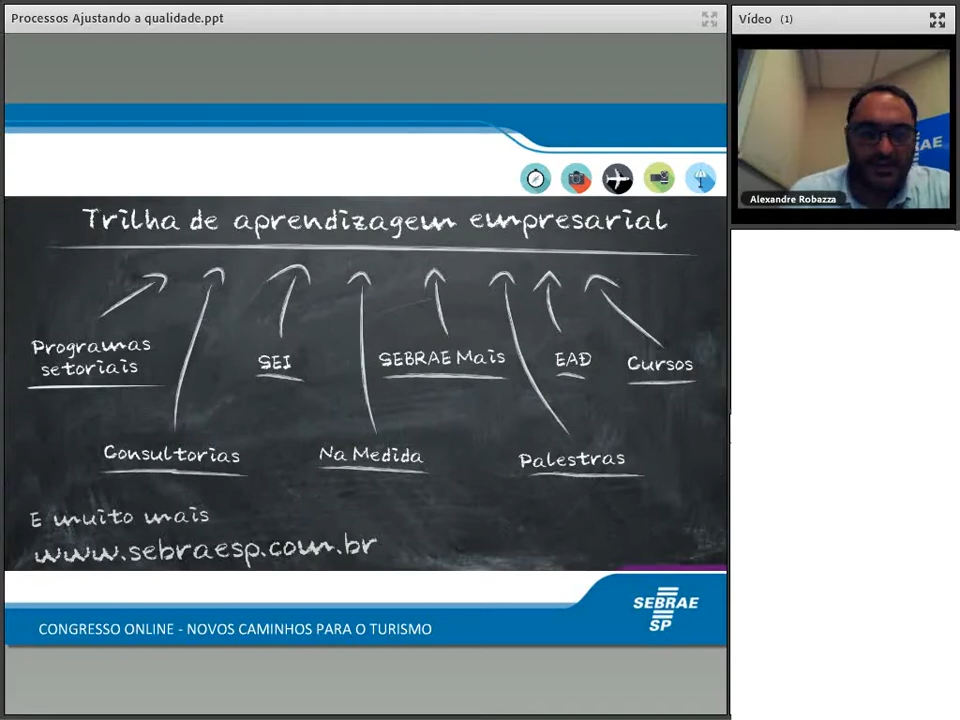 Processos Ajustando a qualidade.ppt
Vídeo (1)
Alexandre Robazza
RAE
Trilha de aprendizagem empresarial
Programas
setoriais
SEI
SEBRAE Mais
EAD
Cursos
Consultorias
Na Medida
Palestras
E muito mais
www.sebraesp.com.br
CONGRESSO ONLINE - NOVOS CAMINHOS PARA O TURISMO
SEBRAE
SP